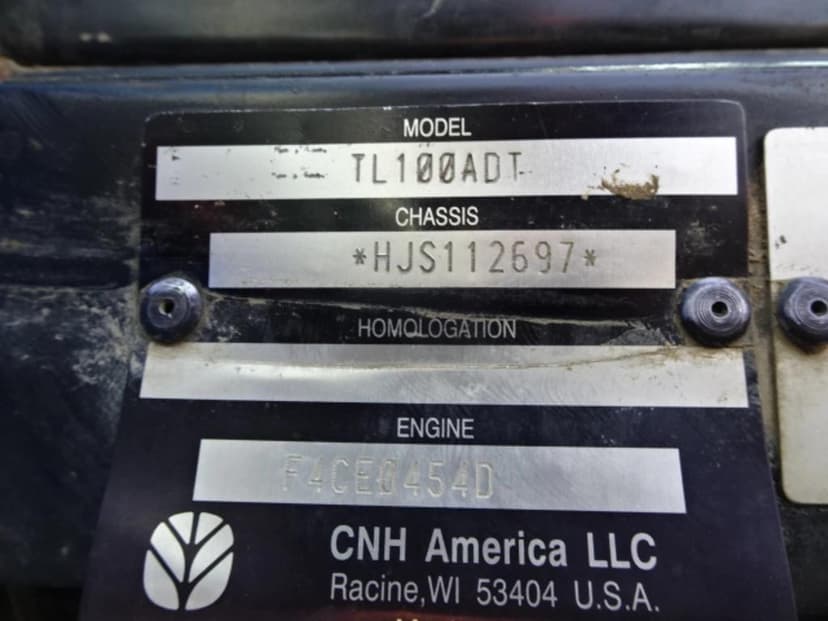 MODEL
TL100ADT
CHASSIS
*HJS112697*
HOMOLOGATION
ENGINE
F4CE0454D
CNH America LLC
Racine, WI 53404 U.S.A.